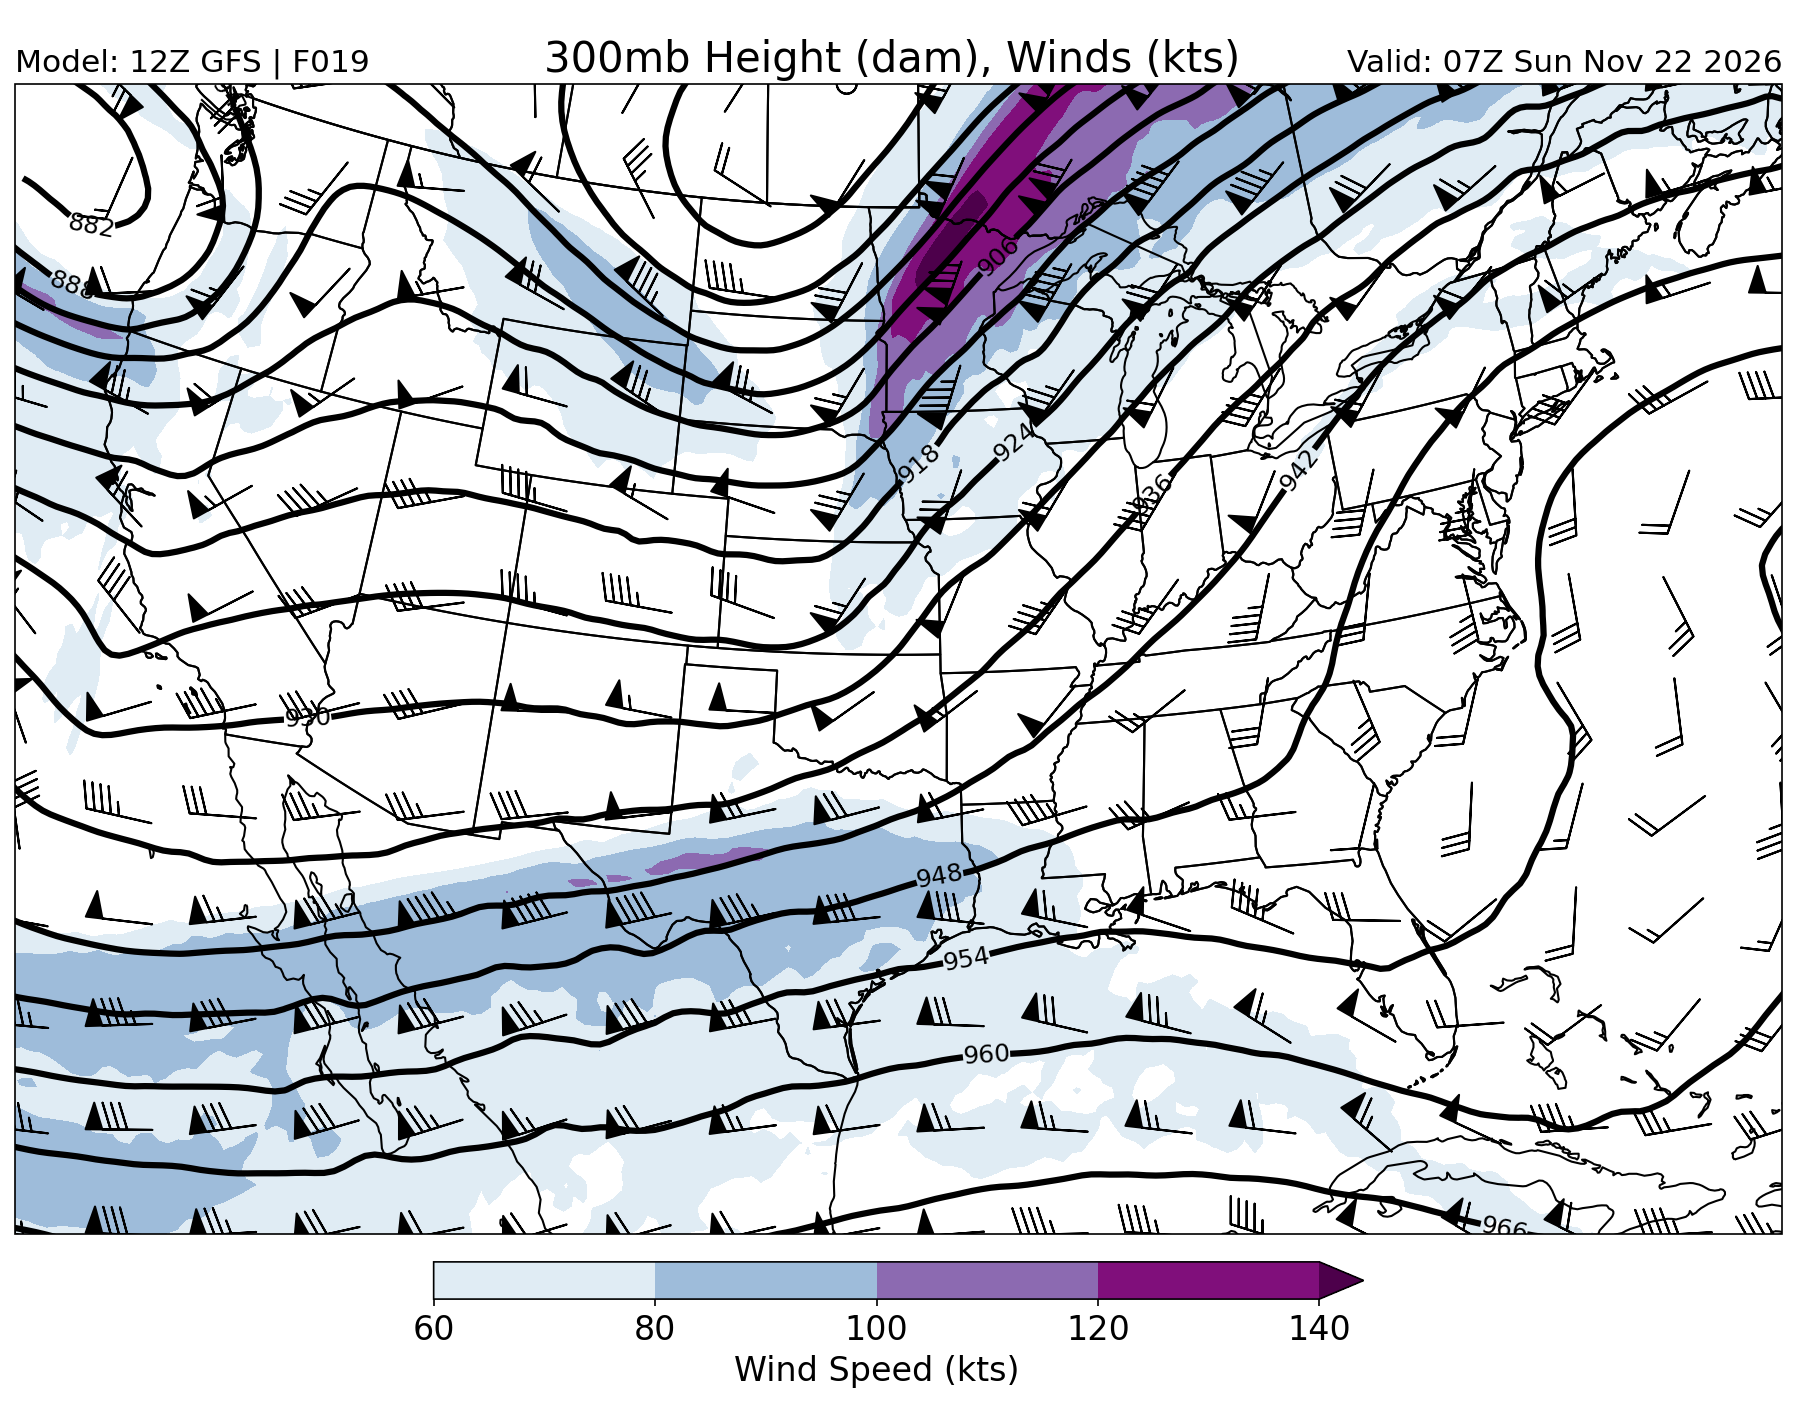 Model: 12Z GFS | F019
300mb Height (dam), Winds (kts)
Valid: 07Z Sun Nov 22 2026
882
888
906
918
924
936
942
930
948
954
960
966
60 80 100 120 140
Wind Speed (kts)